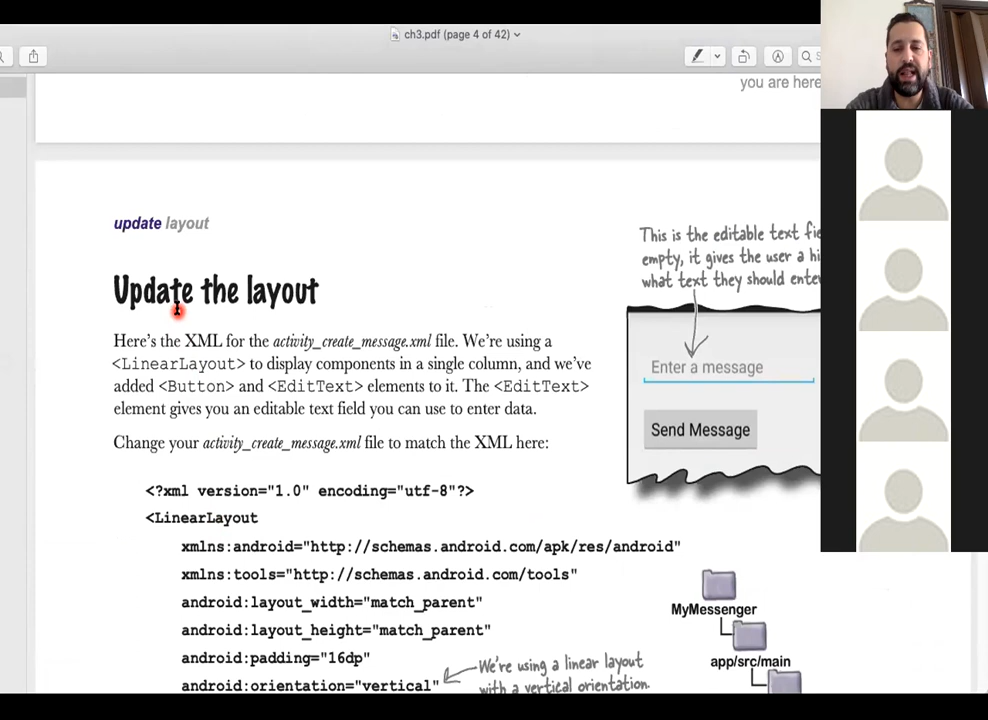 ch3.pdf (page 4 of 42)
you are here
update layout
Update the layout
Here's the XML for the activity_create_message.xml file. We're using a
<LinearLayout> to display components in a single column, and we've
added <Button> and <EditText> elements to it. The <EditText>
element gives you an editable text field you can use to enter data.
Change your activity_create_message.xml file to match the XML here:
This is the editable text
empty, it gives the user a
what text they should
Enter a message
Send Message
<?xml version="1.0" encoding="utf-8"?>
<LinearLayout
xmlns:android="http://schemas.android.com/apk/res/android"
xmlns:tools="http://schemas.android.com/tools"
android:layout_width="match_parent"
android:layout_height="match_parent"
android:padding="16dp"
android:orientation="vertical"
We're using a linear layout
with a vertical orientation.
MyMessenger
app/src/main